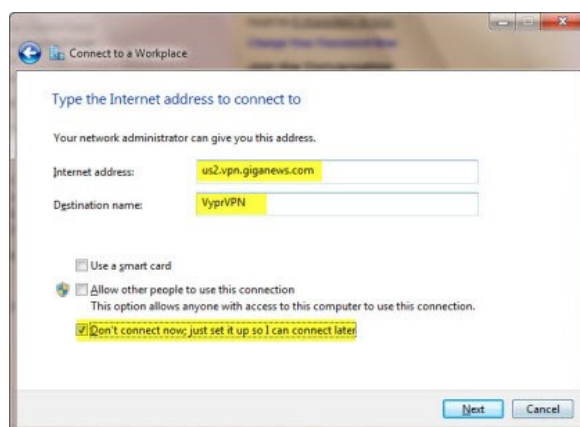 Connect to a Workplace
Type the Internet address to connect to
Your network administrator can give you this address.
Internet address: us2.vpn.giganews.com
Destination name: VyprVPN
Use a smart card
Allow other people to use this connection
This option allows anyone with access to this computer to use this connection.
Don't connect now; just set it up so I can connect later
Next Cancel